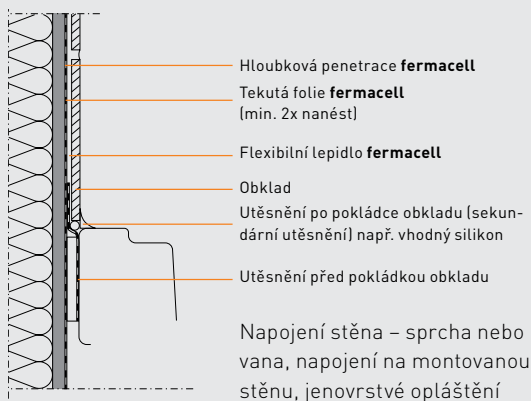 Hloubková penetrace fermacell
Tekutá folie fermacell
(min. 2x nanést)
Flexibilní lepidlo fermacell
Obklad
Utěsnění po pokládce obkladu (sekun-
dární utěsnění) např. vhodný silikon
Utěsnění před pokládkou obkladu
Napojení stěna – sprcha nebo
vana, napojení na montovanou
stěnu, jenovrstvé opláštění